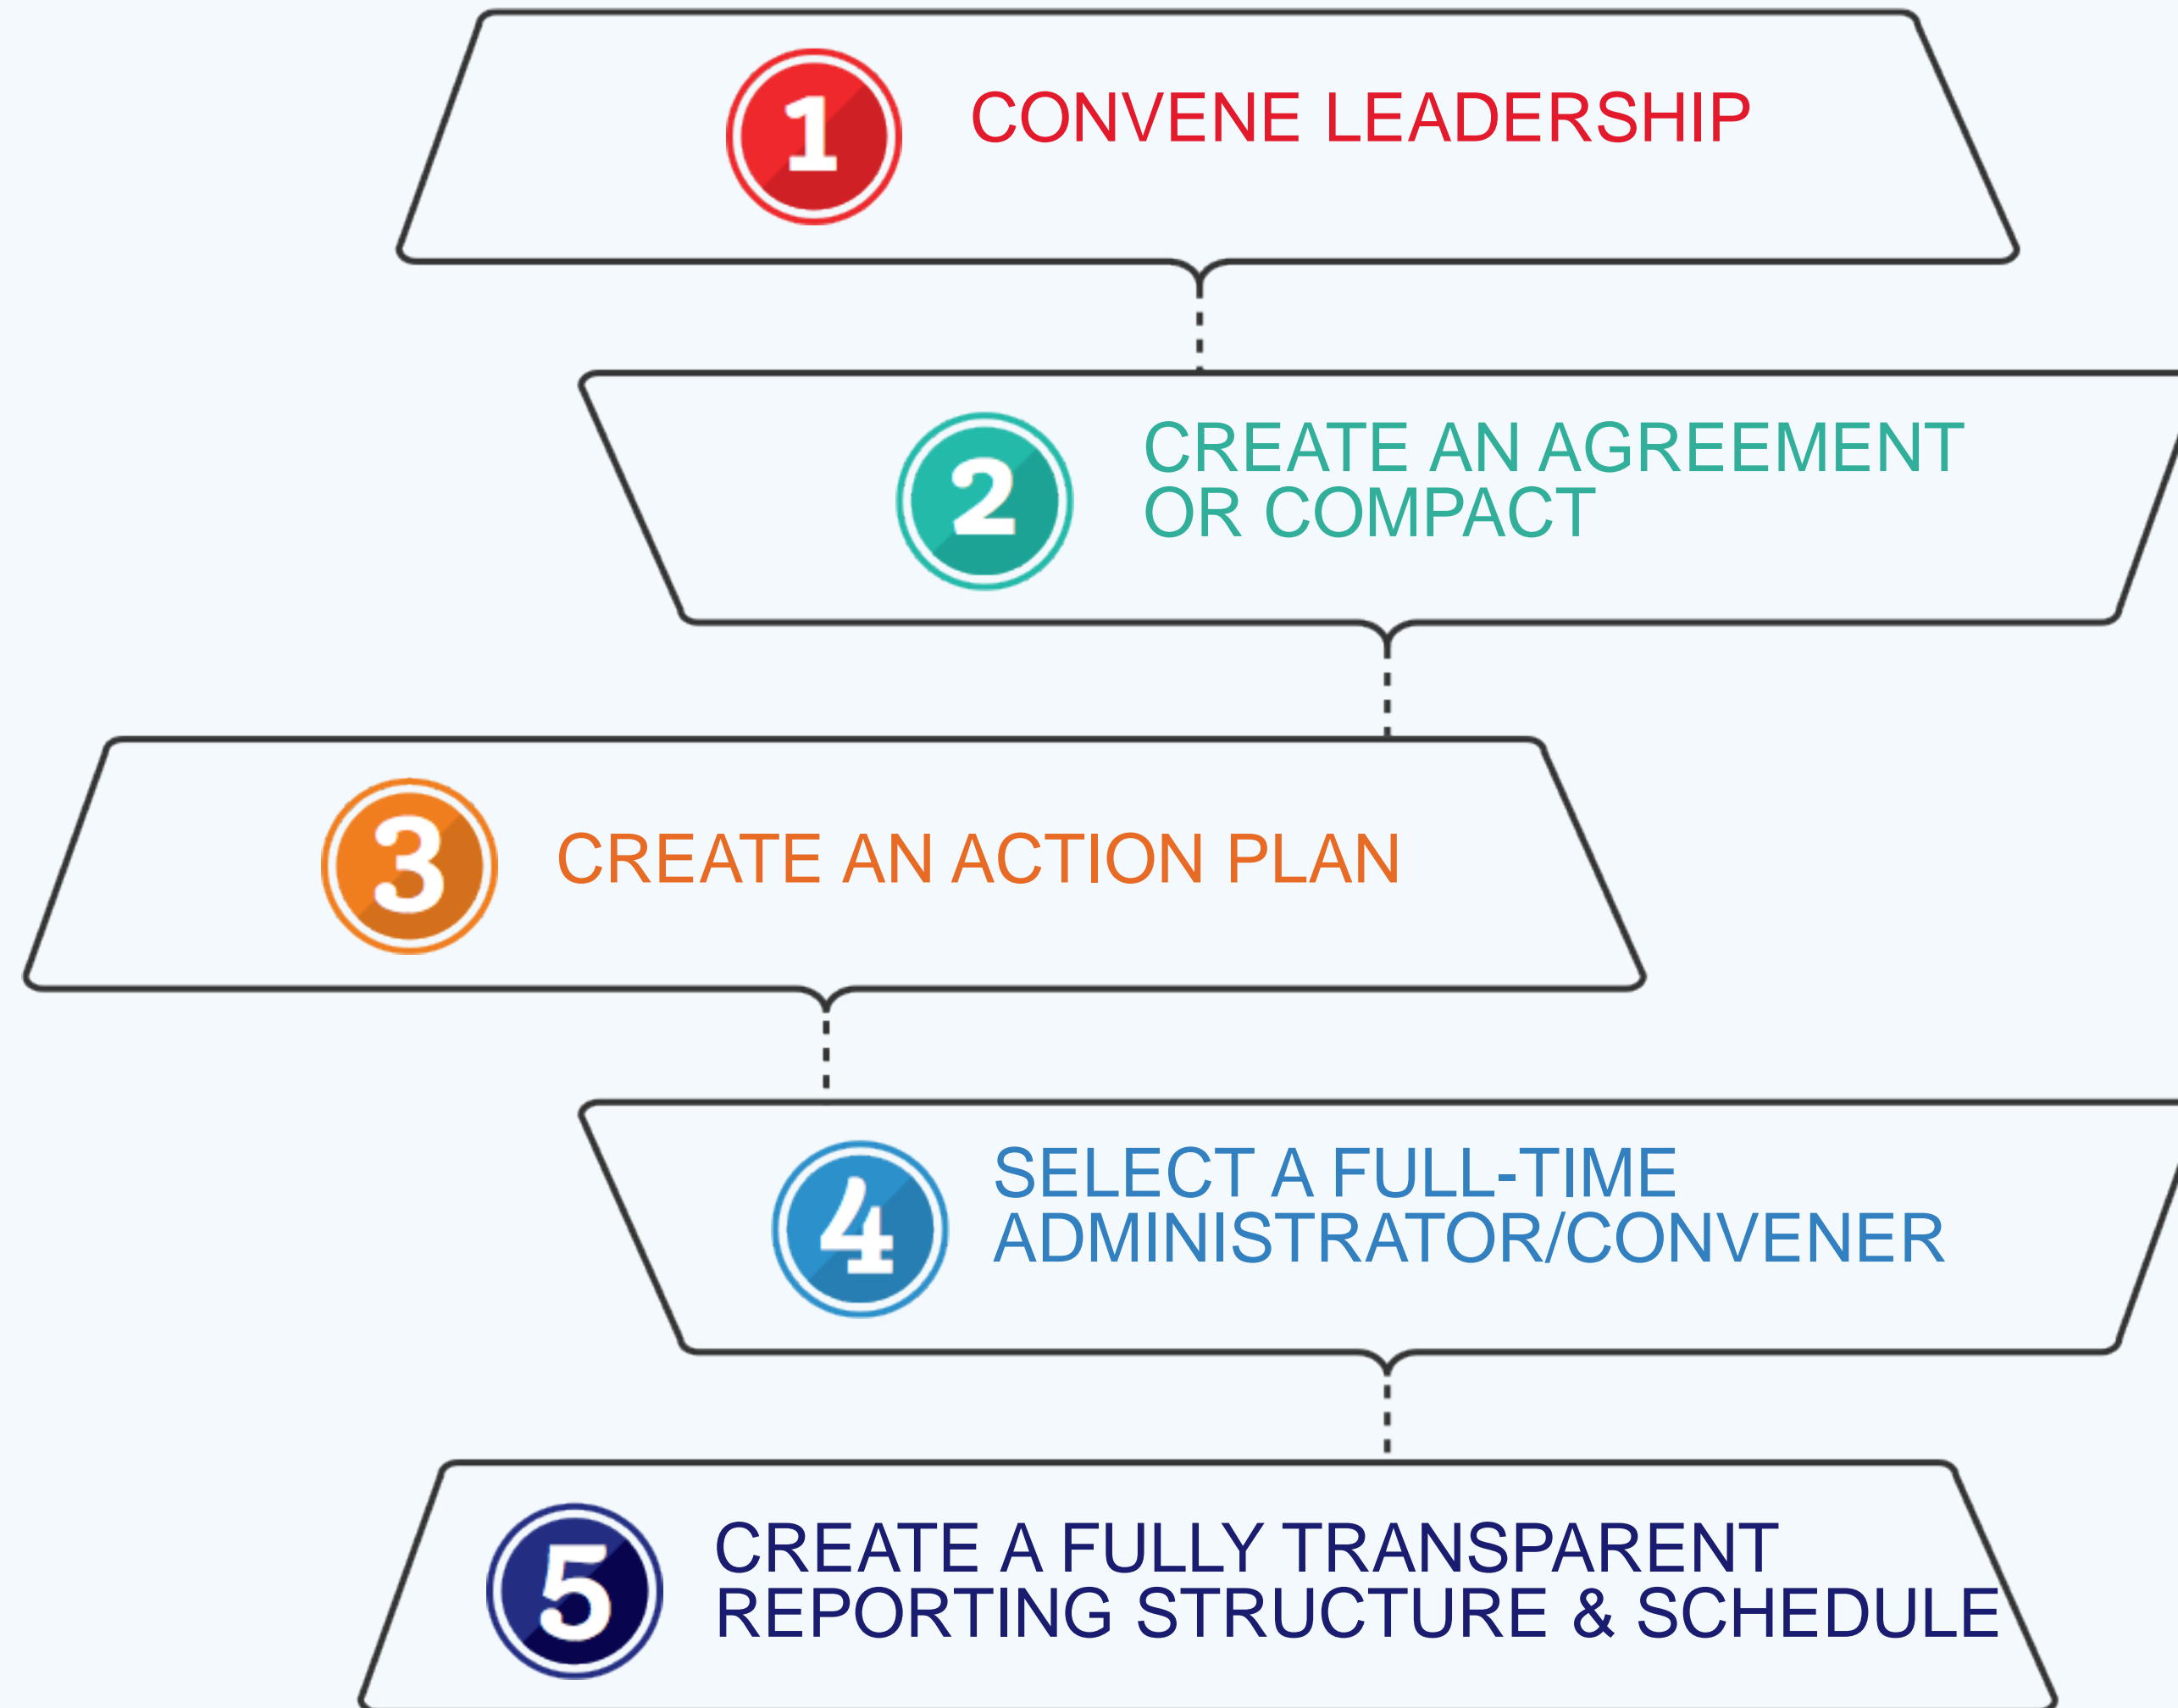 1
CONVENE LEADERSHIP
2
CREATE AN AGREEMENT
OR COMPACT
3
CREATE AN ACTION PLAN
4
SELECT A FULL-TIME
ADMINISTRATOR/CONVENER
5
CREATE A FULLY TRANSPARENT
REPORTING STRUCTURE & SCHEDULE